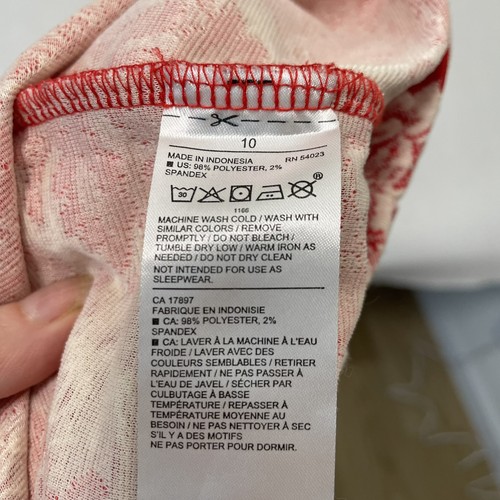 10
MADE IN INDONESIA RN 54023
US: 98% POLYESTER, 2%
SPANDEX
30
®
1166
MACHINE WASH COLD / WASH WITH
SIMILAR COLORS / REMOVE
PROMPTLY / DO NOT BLEACH /
TUMBLE DRY LOW / WARM IRON AS
NEEDED / DO NOT DRY CLEAN
NOT INTENDED FOR USE AS
SLEEPWEAR.
CA 17897
FABRIQUE EN INDONISIE
CA: 98% POLYESTER, 2%
SPANDEX
CA: LAVER À LA MACHINE À L'EAU
FROIDE / LAVER AVEC DES
COULEURS SEMBLABLES / RETIRER
RAPIDEMENT / NE PAS PASSER À
L'EAU DE JAVEL / SÉCHER PAR
CULBUTAGE À BASSE
TEMPÉRATURE / REPASSER À
TEMPÉRATURE MOYENNE AU
BESOIN / NE PAS NETTOYER À SEC
S'IL Y A DES MOTIFS
NE PAS PORTER POUR DORMIR.